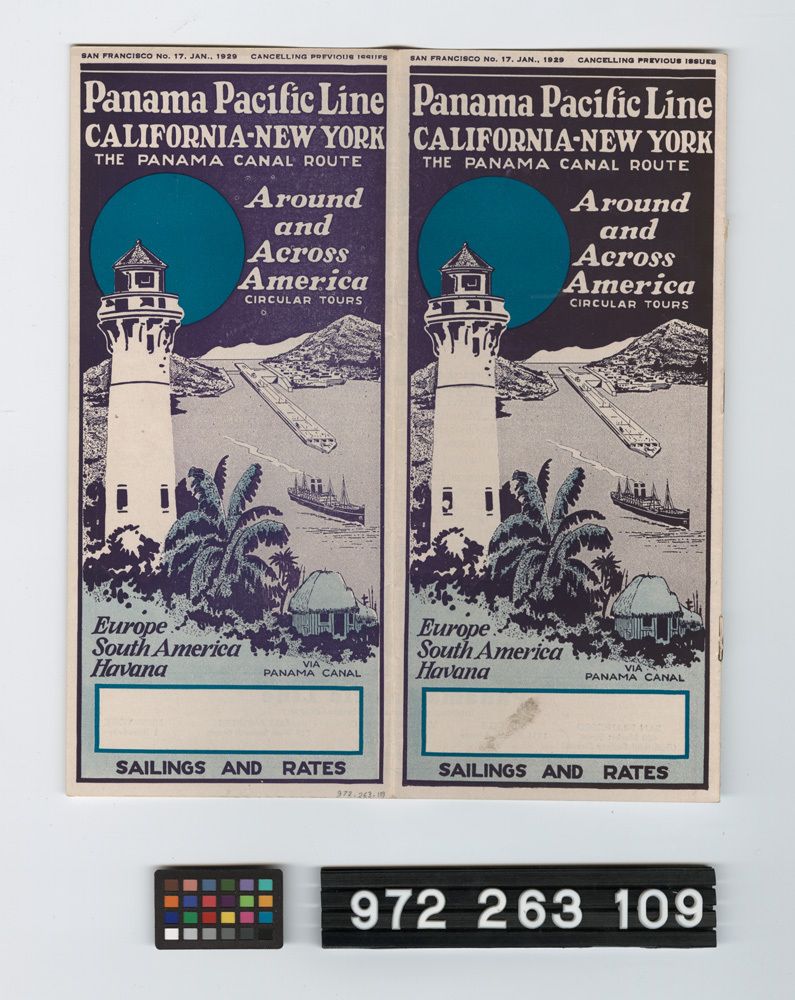 SAN FRANCISCO No. 17. JAN., 1929 CANCELLING PREVIOUS ISSUES
Panama Pacific Line
CALIFORNIA-NEW YORK
THE PANAMA CANAL ROUTE
Around
and
Across
America
CIRCULAR TOURS
Europe
South America
Havana
VIA
PANAMA CANAL
SAILINGS AND RATES
972-263-109
SAN FRANCISCO No. 17. JAN., 1929 CANCELLING PREVIOUS ISSUES
Panama Pacific Line
CALIFORNIA-NEW YORK
THE PANAMA CANAL ROUTE
Around
and
Across
America
CIRCULAR TOURS
Europe
South America
Havana
VIA
PANAMA CANAL
SAILINGS AND RATES
972 263 109